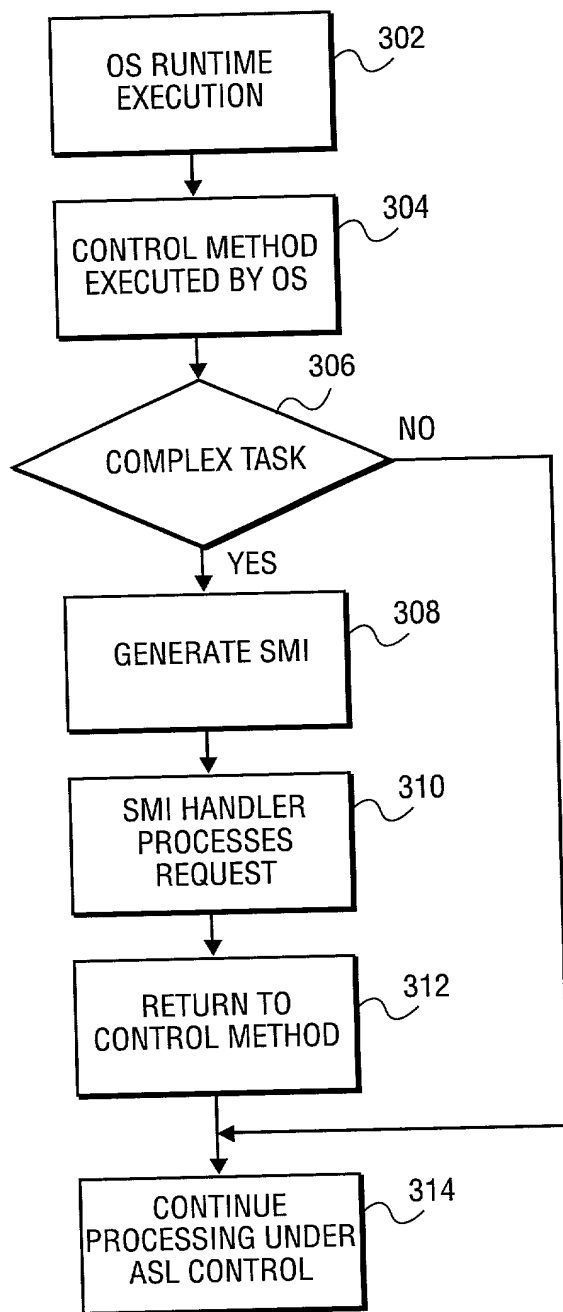 302
OS RUNTIME
EXECUTION
304
CONTROL METHOD
EXECUTED BY OS
306
COMPLEX TASK
NO
YES
308
GENERATE SMI
310
SMI HANDLER
PROCESSES
REQUEST
312
RETURN TO
CONTROL METHOD
314
CONTINUE
PROCESSING UNDER
ASL CONTROL